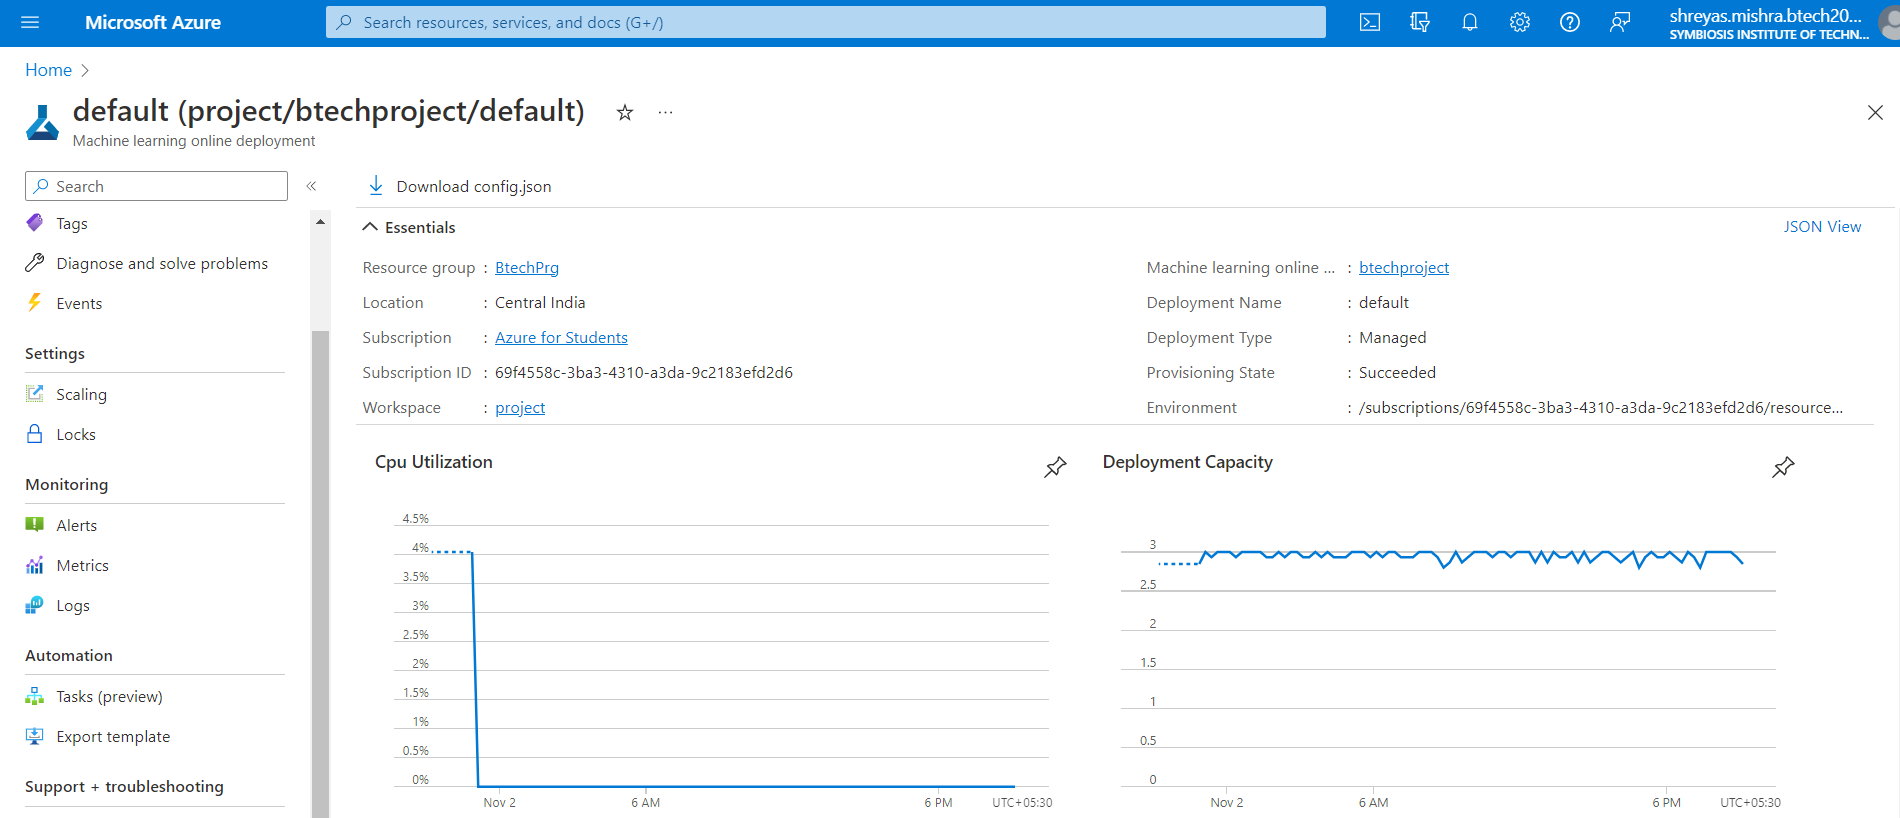 Microsoft Azure
Search resources, services, and docs (G+/)
shreyas.mishra.btech20...
SYMBIOSIS INSTITUTE OF TECHN...
Home
default (project/btechproject/default)
Machine learning online deployment
Search
Tags
Diagnose and solve problems
Events
Settings
Scaling
Locks
Monitoring
Alerts
Metrics
Logs
Automation
Tasks (preview)
Export template
Support + troubleshooting
Download config.json
Essentials
JSON View
Resource group : BtechPrg
Location : Central India
Subscription : Azure for Students
Subscription ID : 69f4558c-3ba3-4310-a3da-9c2183efd2d6
Workspace : project
Machine learning online ... : btechproject
Deployment Name : default
Deployment Type : Managed
Provisioning State : Succeeded
Environment : /subscriptions/69f4558c-3ba3-4310-a3da-9c2183efd2d6/resource...
Cpu Utilization
4.5%
4%
3.5%
3%
2.5%
2%
1.5%
1%
0.5%
0%
Nov 2 6 AM 6 PM UTC+05:30
Deployment Capacity
3
2.5
2
1.5
1
0.5
0
Nov 2 6 AM 6 PM UTC+05:30